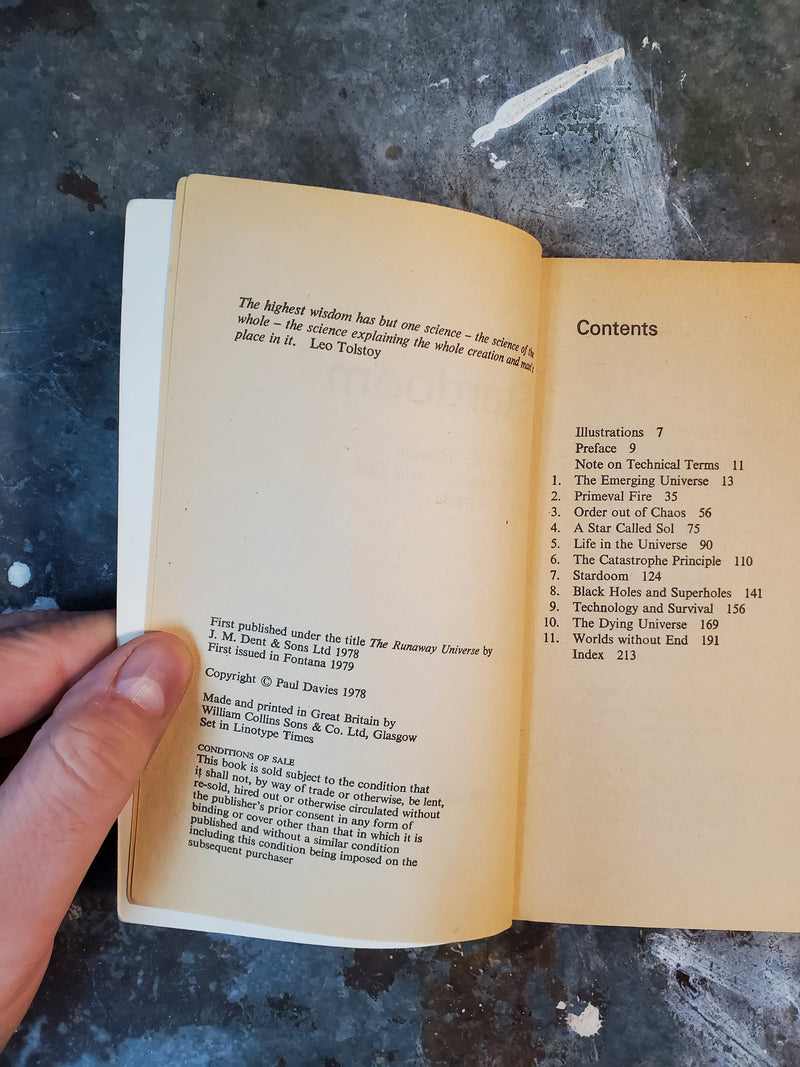 The highest wisdom has but one science – the science of the
whole – the science explaining the whole creation and man's
place in it. Leo Tolstoy
First published under the title The Runaway Universe by
J. M. Dent & Sons Ltd 1978
First issued in Fontana 1979
Copyright © Paul Davies 1978
Made and printed in Great Britain by
William Collins Sons & Co. Ltd, Glasgow
Set in Linotype Times
CONDITIONS OF SALE
This book is sold subject to the condition that
it shall not, by way of trade or otherwise, be lent,
re-sold, hired out or otherwise circulated without
the publisher's prior consent in any form of
binding or cover other than that in which it is
published and without a similar condition
including this condition being imposed on the
subsequent purchaser
Contents
Illustrations 7
Preface 9
Note on Technical Terms 11
1. The Emerging Universe 13
2. Primeval Fire 35
3. Order out of Chaos 56
4. A Star Called Sol 75
5. Life in the Universe 90
6. The Catastrophe Principle 110
7. Stardoom 124
8. Black Holes and Superholes 141
9. Technology and Survival 156
10. The Dying Universe 169
11. Worlds without End 191
Index 213